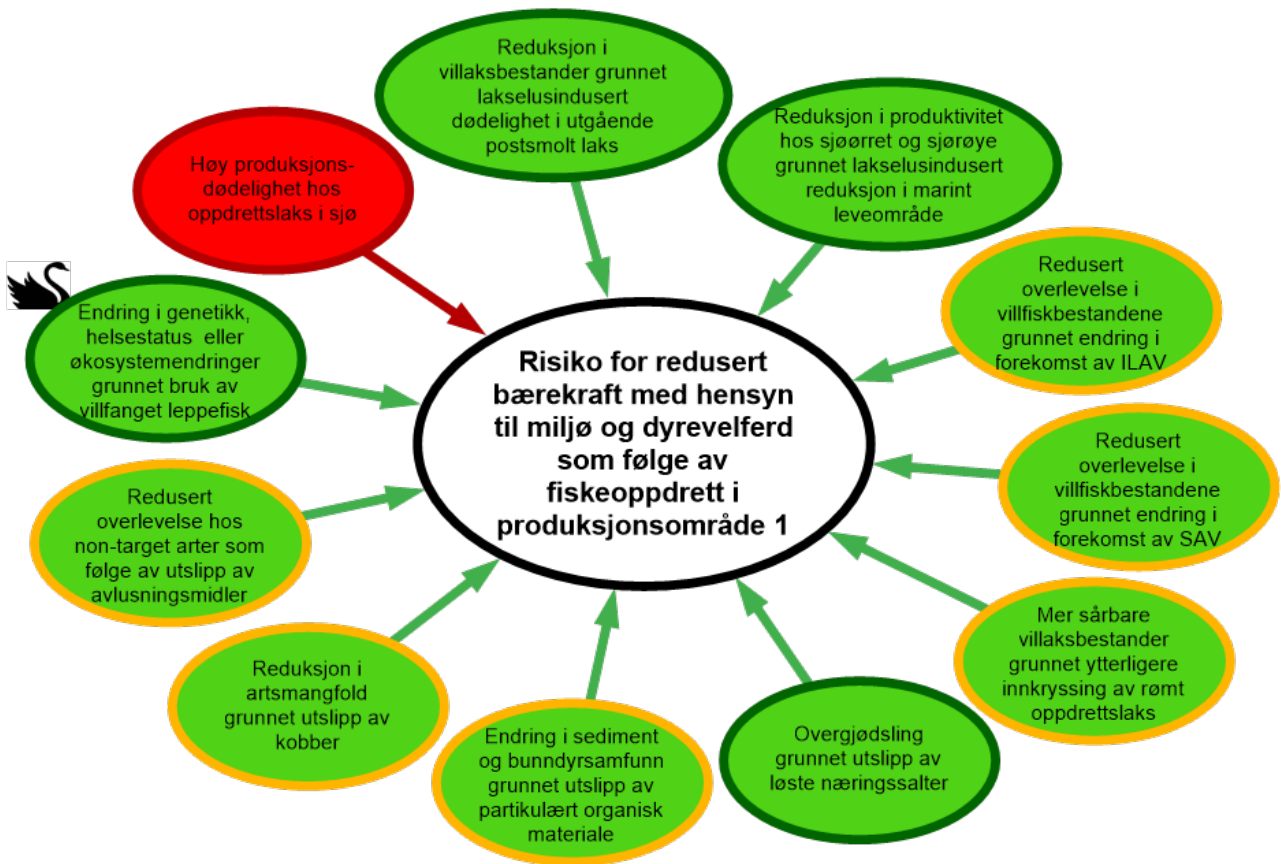 Reduksjon i
villaksbestander grunnet
lakselusindusert
dødelighet i utgående
postsmolt laks
Reduksjon i produktivitet
hos sjøørret og sjørøye
grunnet lakselusindusert
reduksjon i marint
leveområde
Høy produksjons-
dødelighet hos
oppdrettslaks i sjø
Redusert
overlevelse i
villfiskbestandene
grunnet endring i
forekomst av ILAV
Endring i genetikk,
helsestatus eller
økosystemendringer
grunnet bruk av
villfanget leppefisk
Risiko for redusert
bærekraft med hensyn
til miljø og dyrevelferd
som følge av
fiskeoppdrett i
produksjonsområde 1
Redusert
overlevelse i
villfiskbestandene
grunnet endring i
forekomst av SAV
Redusert
overlevelse hos
non-target arter som
følge av utslipp av
avlusningsmidler
Mer sårbare
villaksbestander
grunnet ytterligere
innkryssing av rømt
oppdrettslaks
Reduksjon i
artsmangfold
grunnet utslipp av
kobber
Endring i sediment
og bunndyrsamfunn
grunnet utslipp av
partikulært organisk
materiale
Overgjødsling
grunnet utslipp av
løste næringssalter